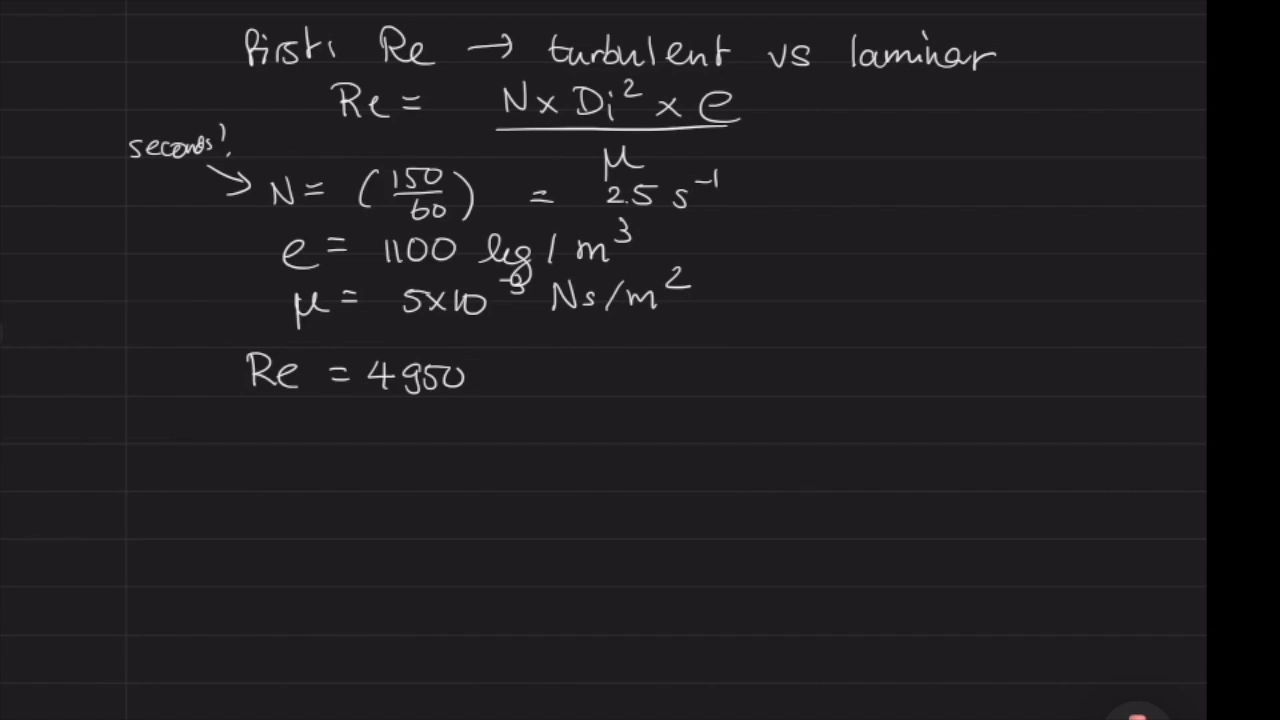 first: Re → turbulent vs laminar
Re = N x Di² x ρ / μ
seconds!
N = (150/60) = 2.5 s⁻¹
ρ = 1100 kg / m³
μ = 5x10⁻³ Ns/m²
Re = 4950